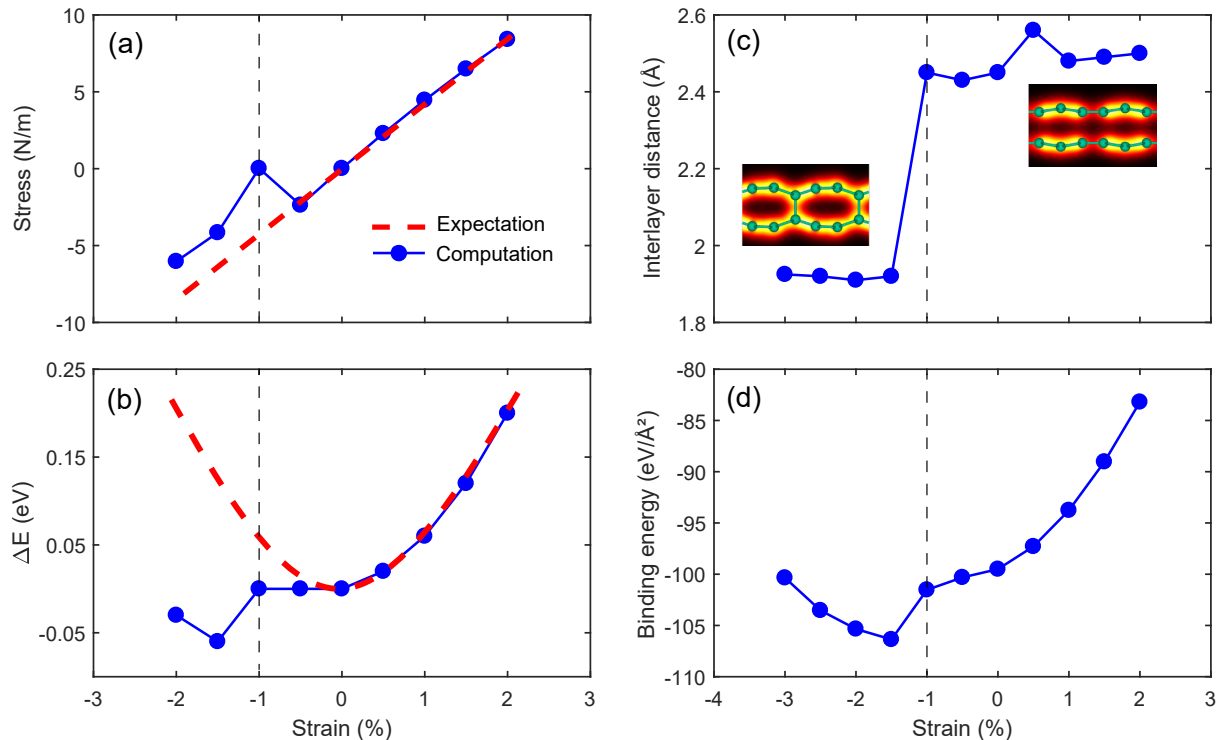 (a)
Stress (N/m)
10
5
0
-5
-10
Expectation
Computation
(b)
ΔE (eV)
0.25
0.15
0.05
-0.05
-3 -2 -1 0 1 2 3
Strain (%)
(c)
Interlayer distance (Å)
2.6
2.4
2.2
2
1.8
(d)
Binding energy (eV/Å²)
-80
-85
-90
-95
-100
-105
-110
-4 -3 -2 -1 0 1 2 3
Strain (%)